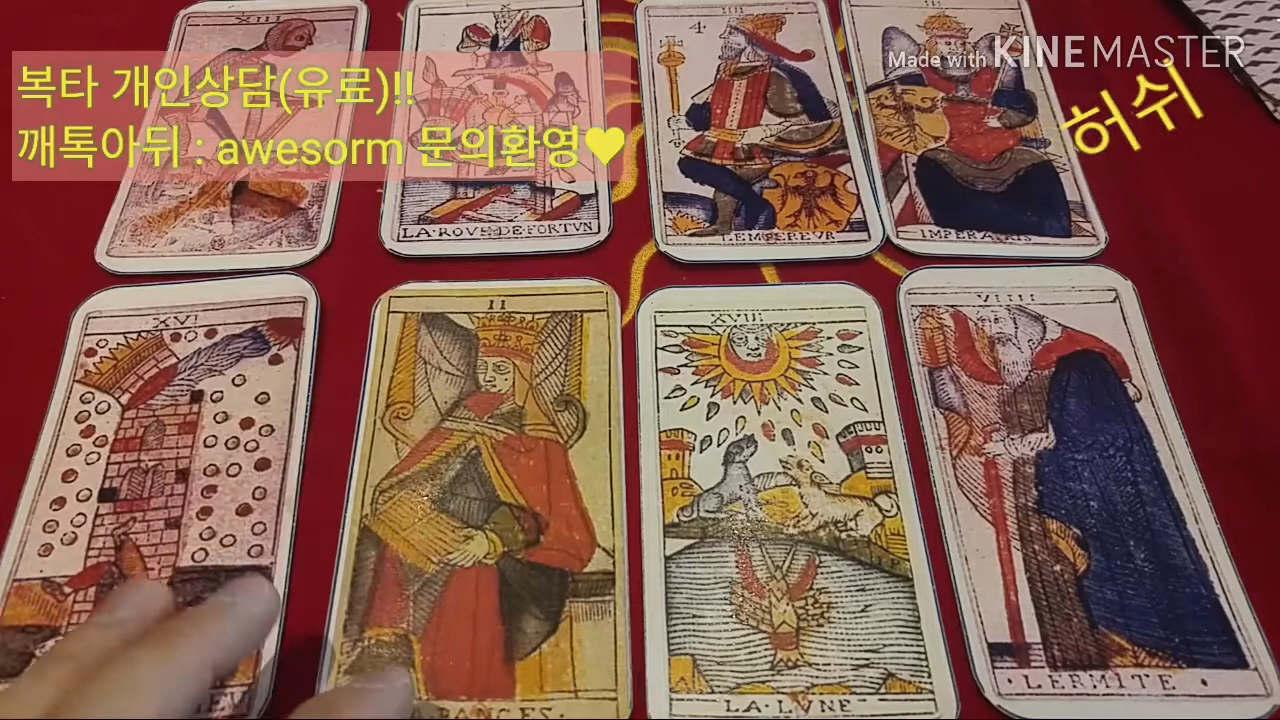 XIII
X
IIII
III
4
Made with KINEMASTER
복타 개인상담(유료)!!
깨톡아뒤 : awesorm 문의환영♥
허쉬
LA·ROVE·DE·FORTVN
LEMPEREVR
XVI
II
XVIII
VIIII
LA·LVNE
·LERMITE·